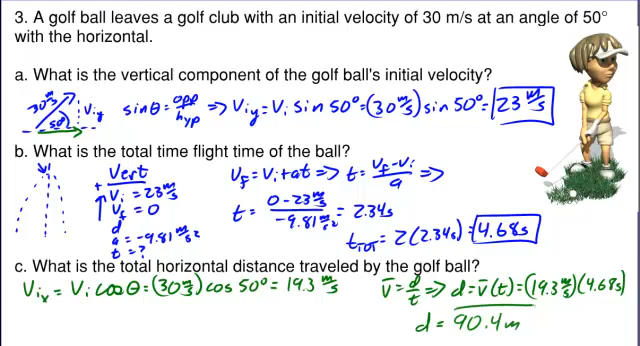 3. A golf ball leaves a golf club with an initial velocity of 30 m/s at an angle of 50°
with the horizontal.
a. What is the vertical component of the golf ball's initial velocity?
30 m/s 50° Viy sinθ = opp/hyp => Viy = Vi sin 50° = (30 m/s) sin 50° = 23 m/s
b. What is the total time flight time of the ball?
Vert
+ Vi = 23 m/s
Vf = 0
d
a = -9.81 m/s²
t = ?
Vf = Vi + at => t = Vf - Vi / a =>
t = 0 - 23 m/s / -9.81 m/s² = 2.34s
tTOT = 2(2.34s) = 4.68s
c. What is the total horizontal distance traveled by the golf ball?
Vix = Vi cosθ = (30 m/s) cos 50° = 19.3 m/s v̄ = d/t => d = v̄(t) = (19.3 m/s)(4.68s)
d = 90.4m